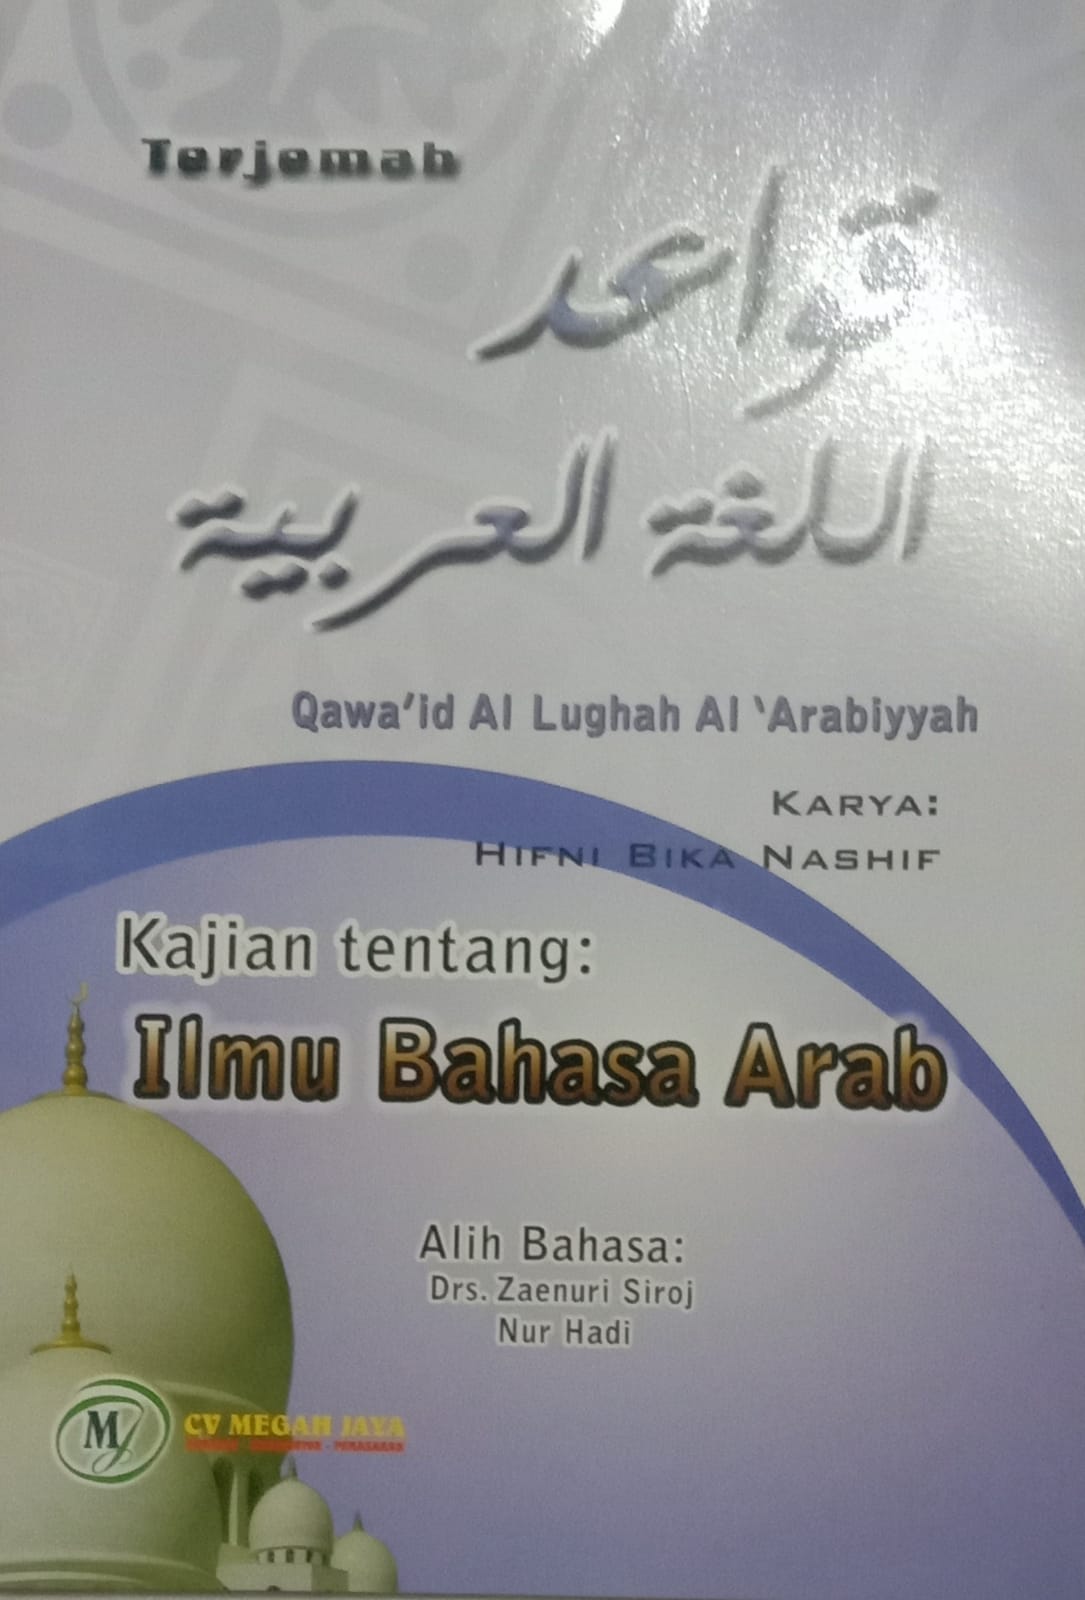 Terjemah
قواعد
اللغة العربية
Qawa'id Al Lughah Al 'Arabiyyah
KARYA:
HIFNI BIKA NASHIF
Kajian tentang:
Ilmu Bahasa Arab
Alih Bahasa:
Drs. Zaenuri Siroj
Nur Hadi
MJ
CV MEGAH JAYA
PEMASARAN